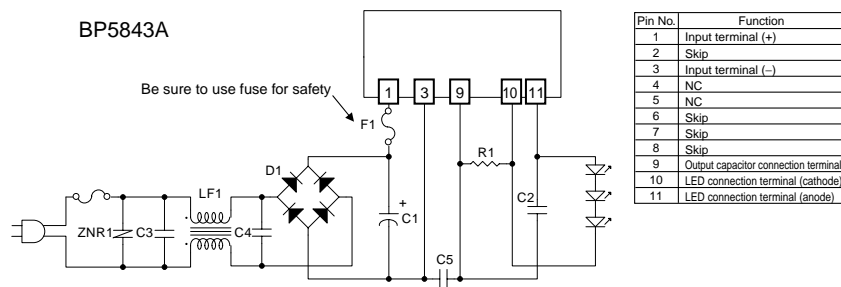 BP5843A
Be sure to use fuse for safety
1 3 9 10 11
F1
R1
D1
LF1
+
C1
C2
ZNR1
C3
C4
C5
Pin No. Function
1 Input terminal (+)
2 Skip
3 Input terminal (−)
4 NC
5 NC
6 Skip
7 Skip
8 Skip
9 Output capacitor connection terminal
10 LED connection terminal (cathode)
11 LED connection terminal (anode)